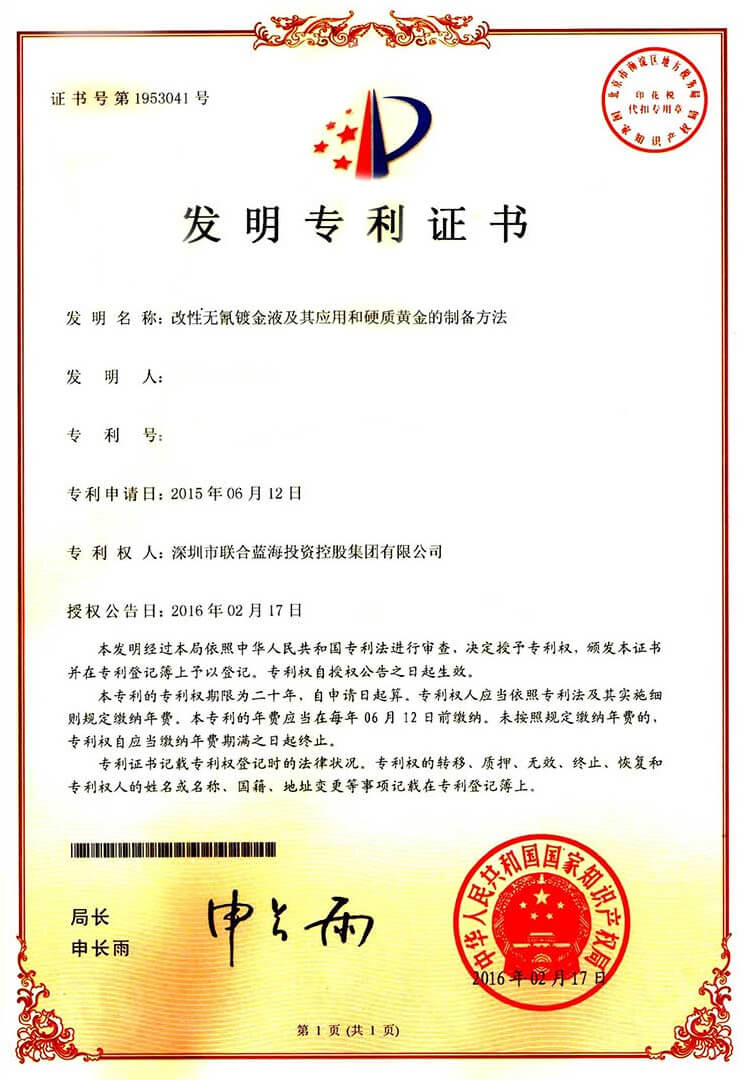 证书号第1953041号
北京市海淀区地方税务局
印花税
代扣专用章
国家知识产权局
发明专利证书
发明名称：改性无氰镀金液及其应用和硬质黄金的制备方法
发明人：
专利号：
专利申请日：2015年06月12日
专利权人：深圳市联合蓝海投资控股集团有限公司
授权公告日：2016年02月17日
本发明经过本局依照中华人民共和国专利法进行审查，决定授予专利权，颁发本证书
并在专利登记簿上予以登记。专利权自授权公告之日起生效。
本专利的专利权期限为二十年，自申请日起算。专利权人应当依照专利法及其实施细
则规定缴纳年费。本专利的年费应当在每年06月12日前缴纳。未按照规定缴纳年费的，
专利权自应当缴纳年费期满之日起终止。
专利证书记载专利权登记时的法律状况。专利权的转移、质押、无效、终止、恢复和
专利权人的姓名或名称、国籍、地址变更等事项记载在专利登记簿上。
局长
申长雨
申长雨
中华人民共和国国家知识产权局
2016年02月17日
第1页（共1页）